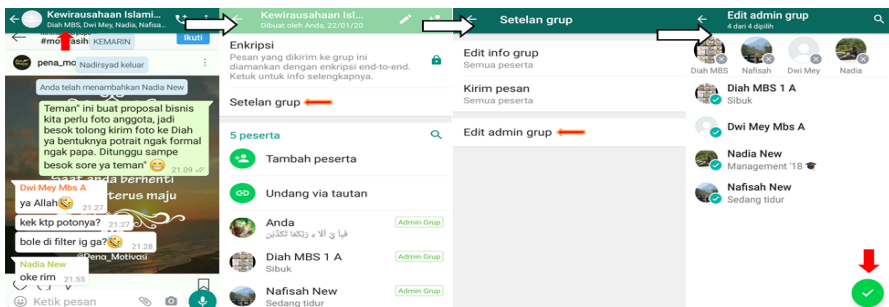 Kewirausahaan Islami...
Diah MBS, Dwi Mey, Nadia, Nafisa...
KEMARIN
Ikuti
Nadirsyad keluar
Anda telah menambahkan Nadia New
Teman" ini buat proposal bisnis
kita perlu foto anggota, jadi
besok tolong kirim foto ke Diah
ya bentuknya potrait ngak formal
ngak papa. Ditunggu sampe
besok sore ya teman" 😅
21.09
anda berhenti
terus maju
Dwi Mey Mbs A
ya Allah🤣
21.27
kek ktp potonya?
21.27
bole di filter ig ga?🤣
21.28
@Pena_Motivasi
Nadia New
oke rim
21.55
Ketik pesan
Kewirausahaan Isl...
Dibuat oleh Anda, 22/01/20
Enkripsi
Pesan yang dikirim ke grup ini
diamankan dengan enkripsi end-to-end.
Ketuk untuk info selengkapnya.
Setelan grup
5 peserta
Tambah peserta
Undang via tautan
Anda
Admin Grup
Diah MBS 1 A
Admin Grup
Sibuk
Nafisah New
Admin Grup
Sedang tidur
Setelan grup
Edit info grup
Semua peserta
Kirim pesan
Semua peserta
Edit admin grup
Edit admin grup
4 dari 4 dipilih
Diah MBS Nafisah Dwi Mey Nadia
Diah MBS 1 A
Sibuk
Dwi Mey Mbs A
Nadia New
Management '18 🎓
Nafisah New
Sedang tidur